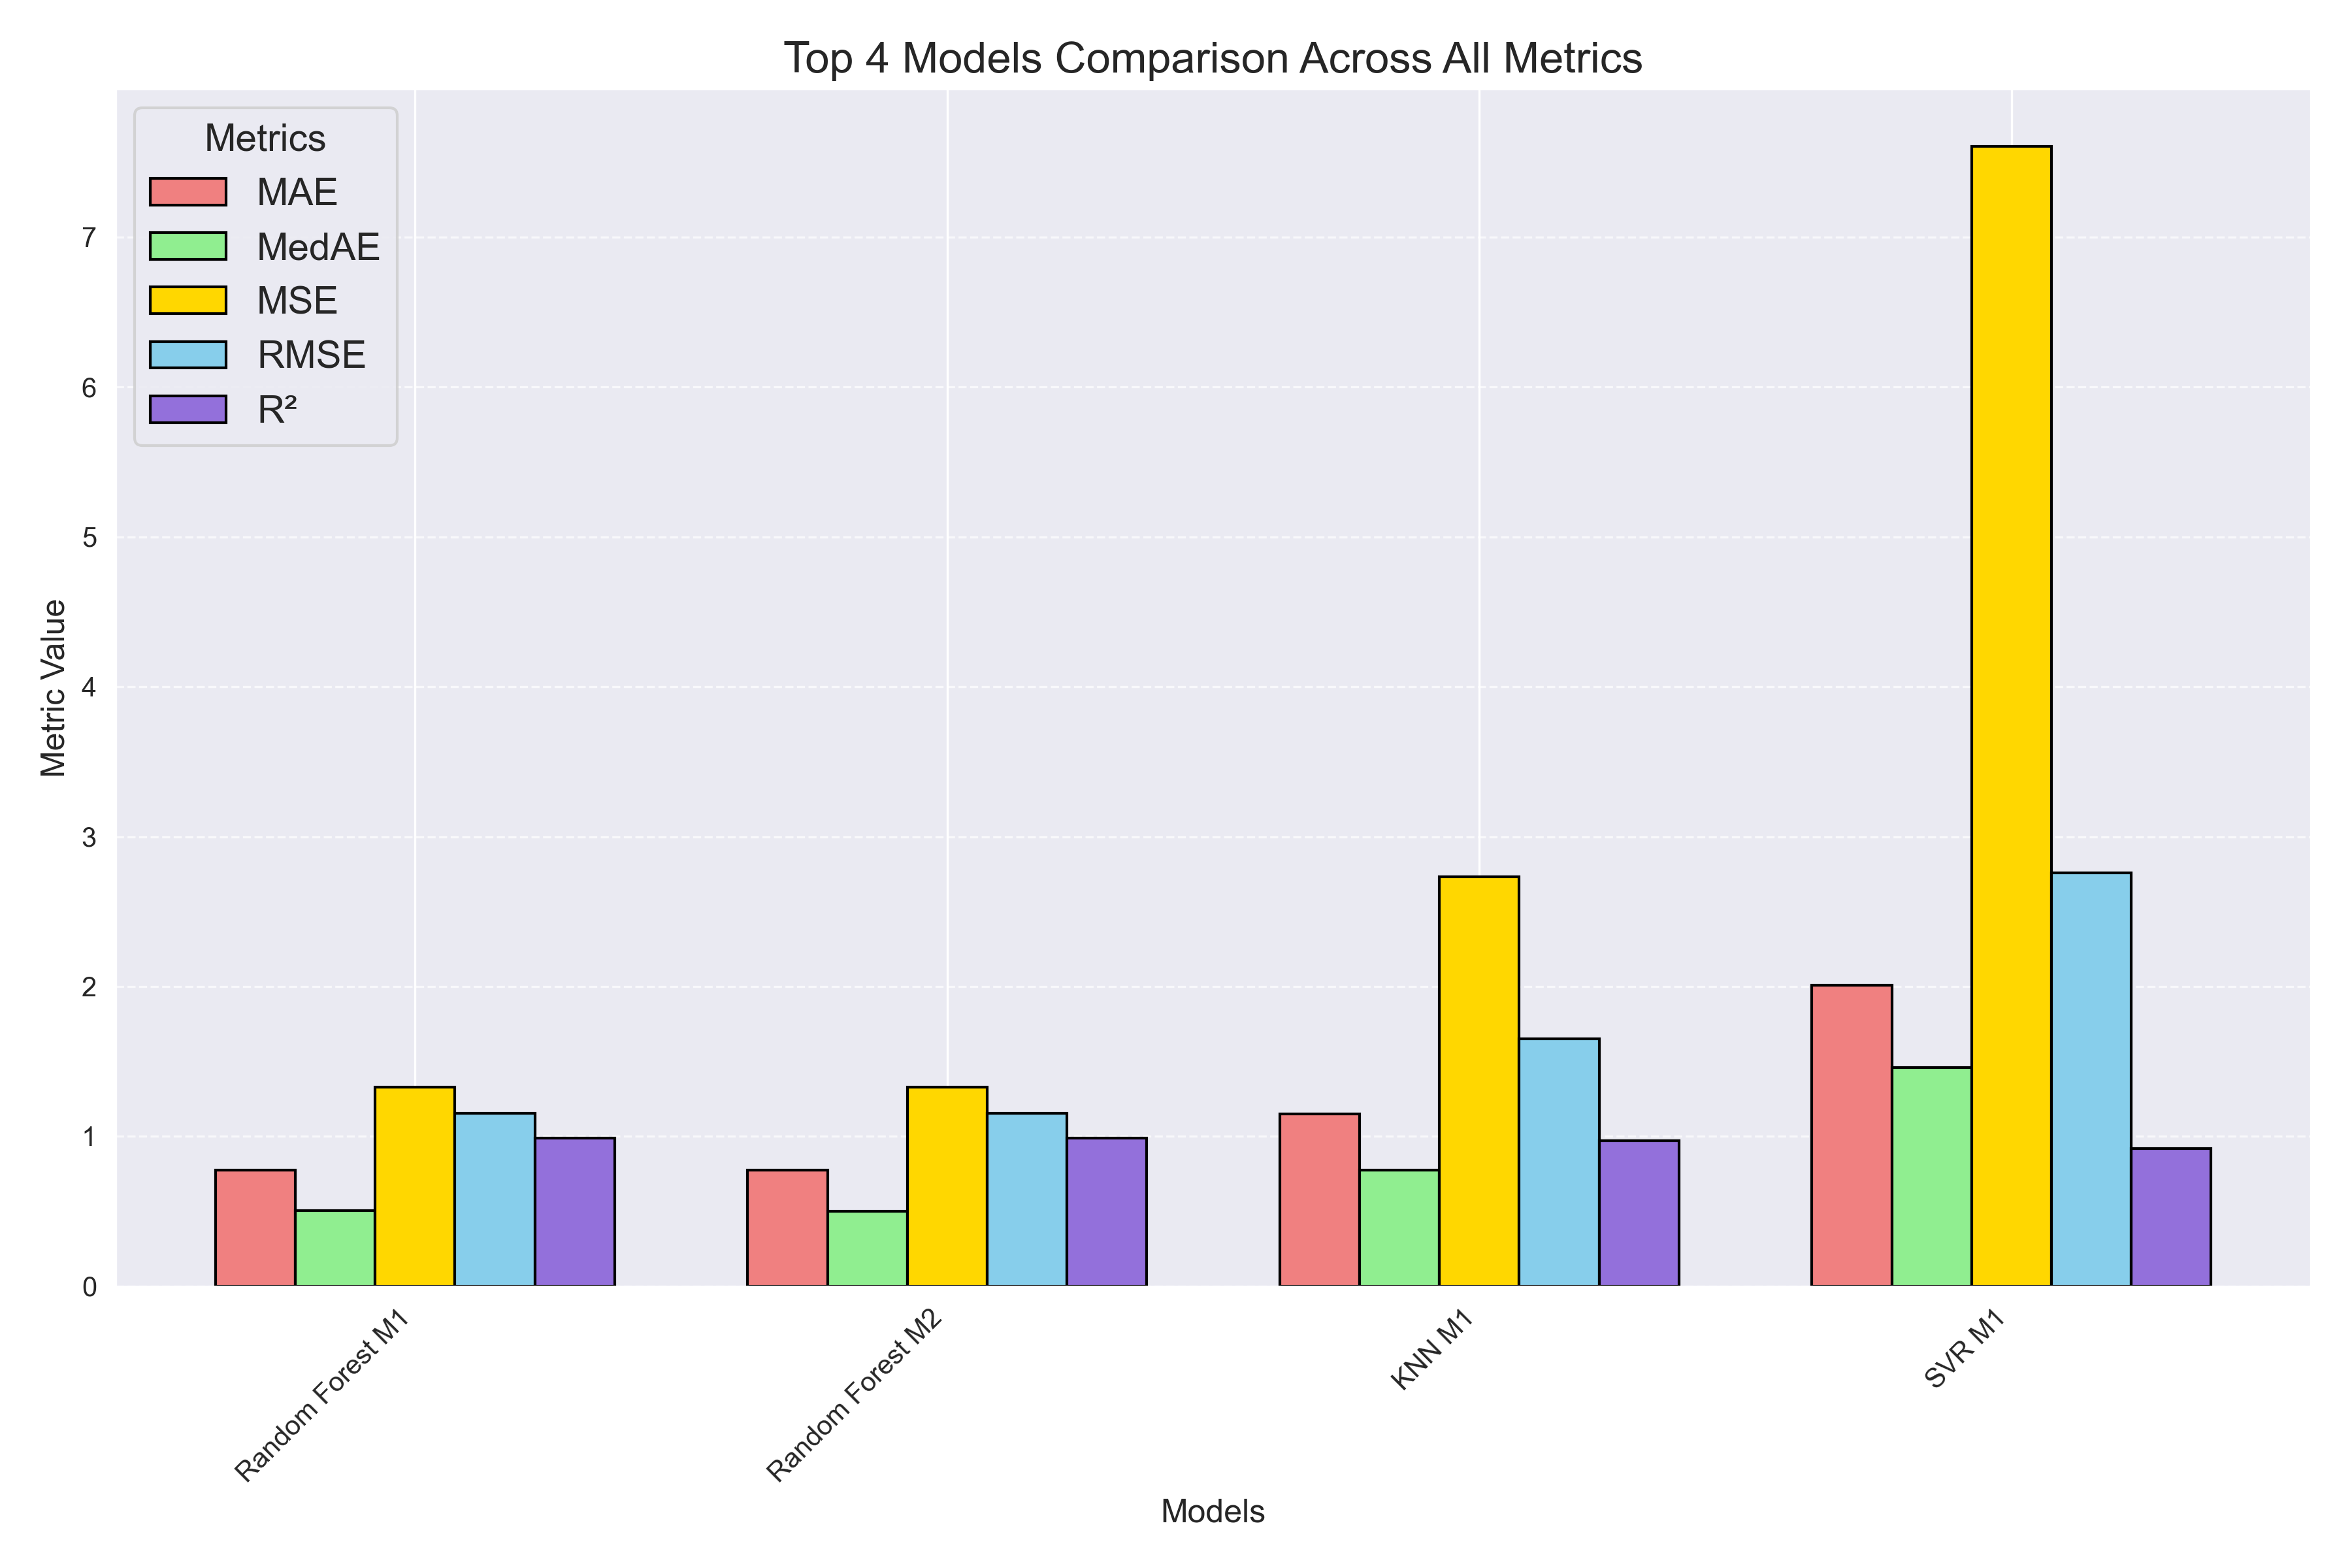 Top 4 Models Comparison Across All Metrics
Metrics
MAE
MedAE
MSE
RMSE
R²
Metric Value
7
6
5
4
3
2
1
0
Random Forest M1
Random Forest M2
KNN M1
SVR M1
Models